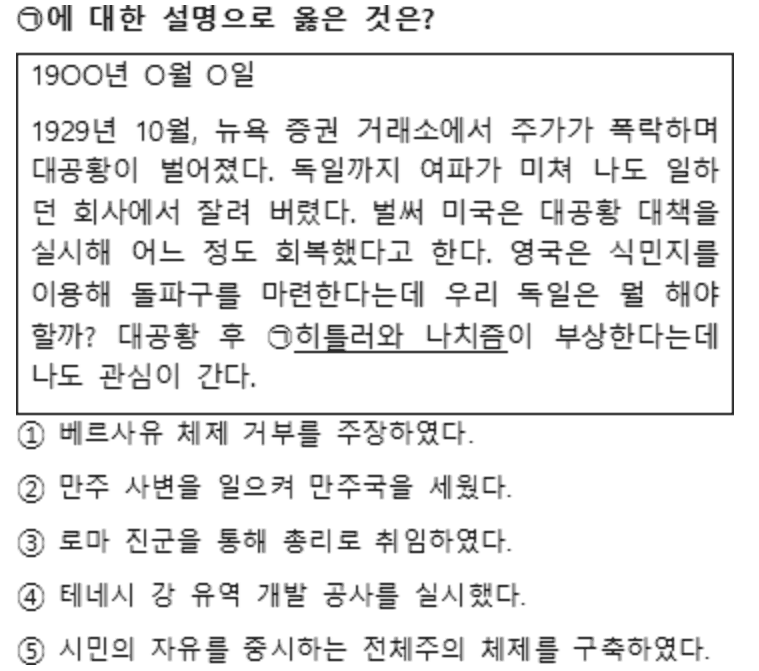 ㉠에 대한 설명으로 옳은 것은?
19OO년 O월 O일
1929년 10월, 뉴욕 증권 거래소에서 주가가 폭락하며
대공황이 벌어졌다. 독일까지 여파가 미쳐 나도 일하
던 회사에서 잘려 버렸다. 벌써 미국은 대공황 대책을
실시해 어느 정도 회복했다고 한다. 영국은 식민지를
이용해 돌파구를 마련한다는데 우리 독일은 뭘 해야
할까? 대공황 후 ㉠히틀러와 나치즘이 부상한다는데
나도 관심이 간다.
① 베르사유 체제 거부를 주장하였다.
② 만주 사변을 일으켜 만주국을 세웠다.
③ 로마 진군을 통해 총리로 취임하였다.
④ 테네시 강 유역 개발 공사를 실시했다.
⑤ 시민의 자유를 중시하는 전체주의 체제를 구축하였다.